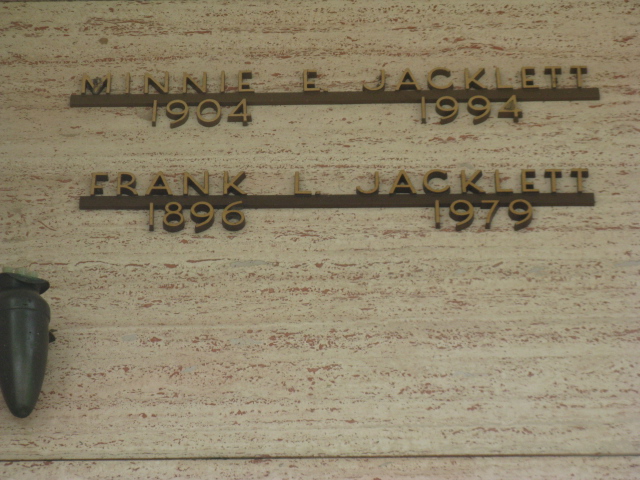 MINNIE E. JACKLETT
1904 1994
FRANK L. JACKLETT
1896 1979